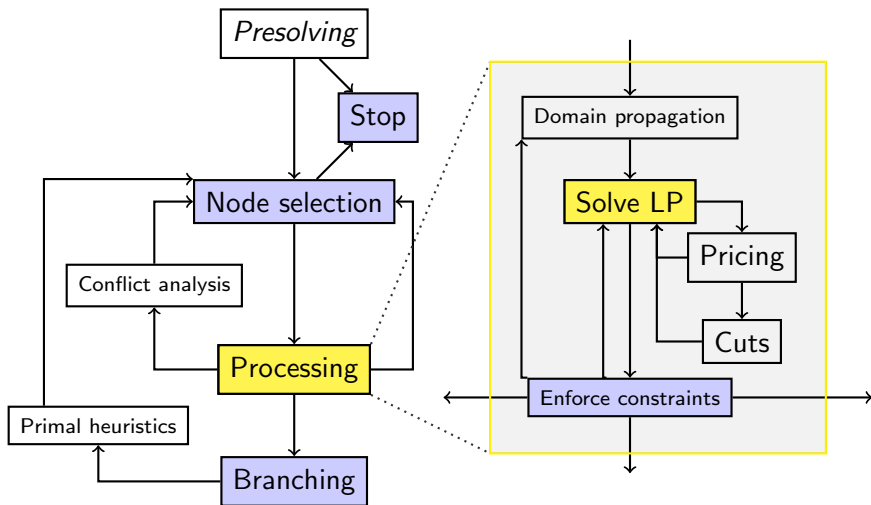 Presolving
Stop
Node selection
Conflict analysis
Processing
Primal heuristics
Branching
Domain propagation
Solve LP
Pricing
Cuts
Enforce constraints